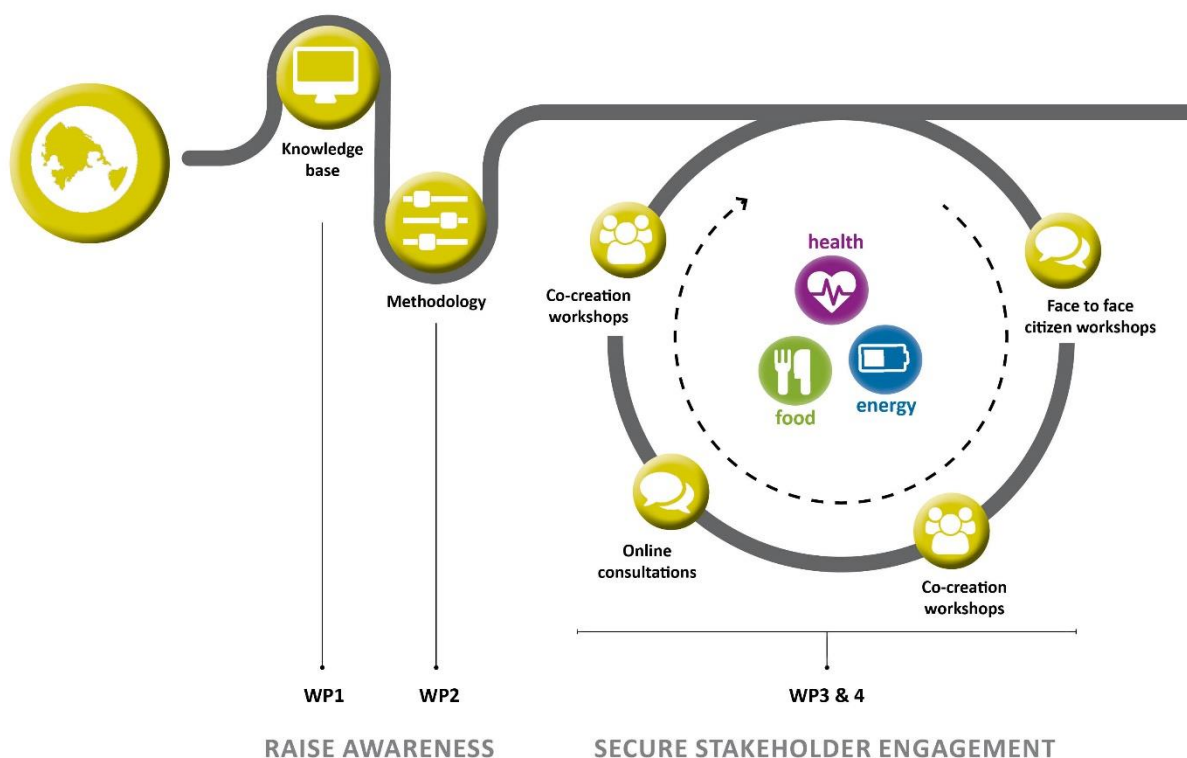 Knowledge
base
Methodology
health
food
energy
Co-creation
workshops
Face to face
citizen workshops
Online
consultations
Co-creation
workshops
WP1
WP2
WP3 & 4
RAISE AWARENESS
SECURE STAKEHOLDER ENGAGEMENT